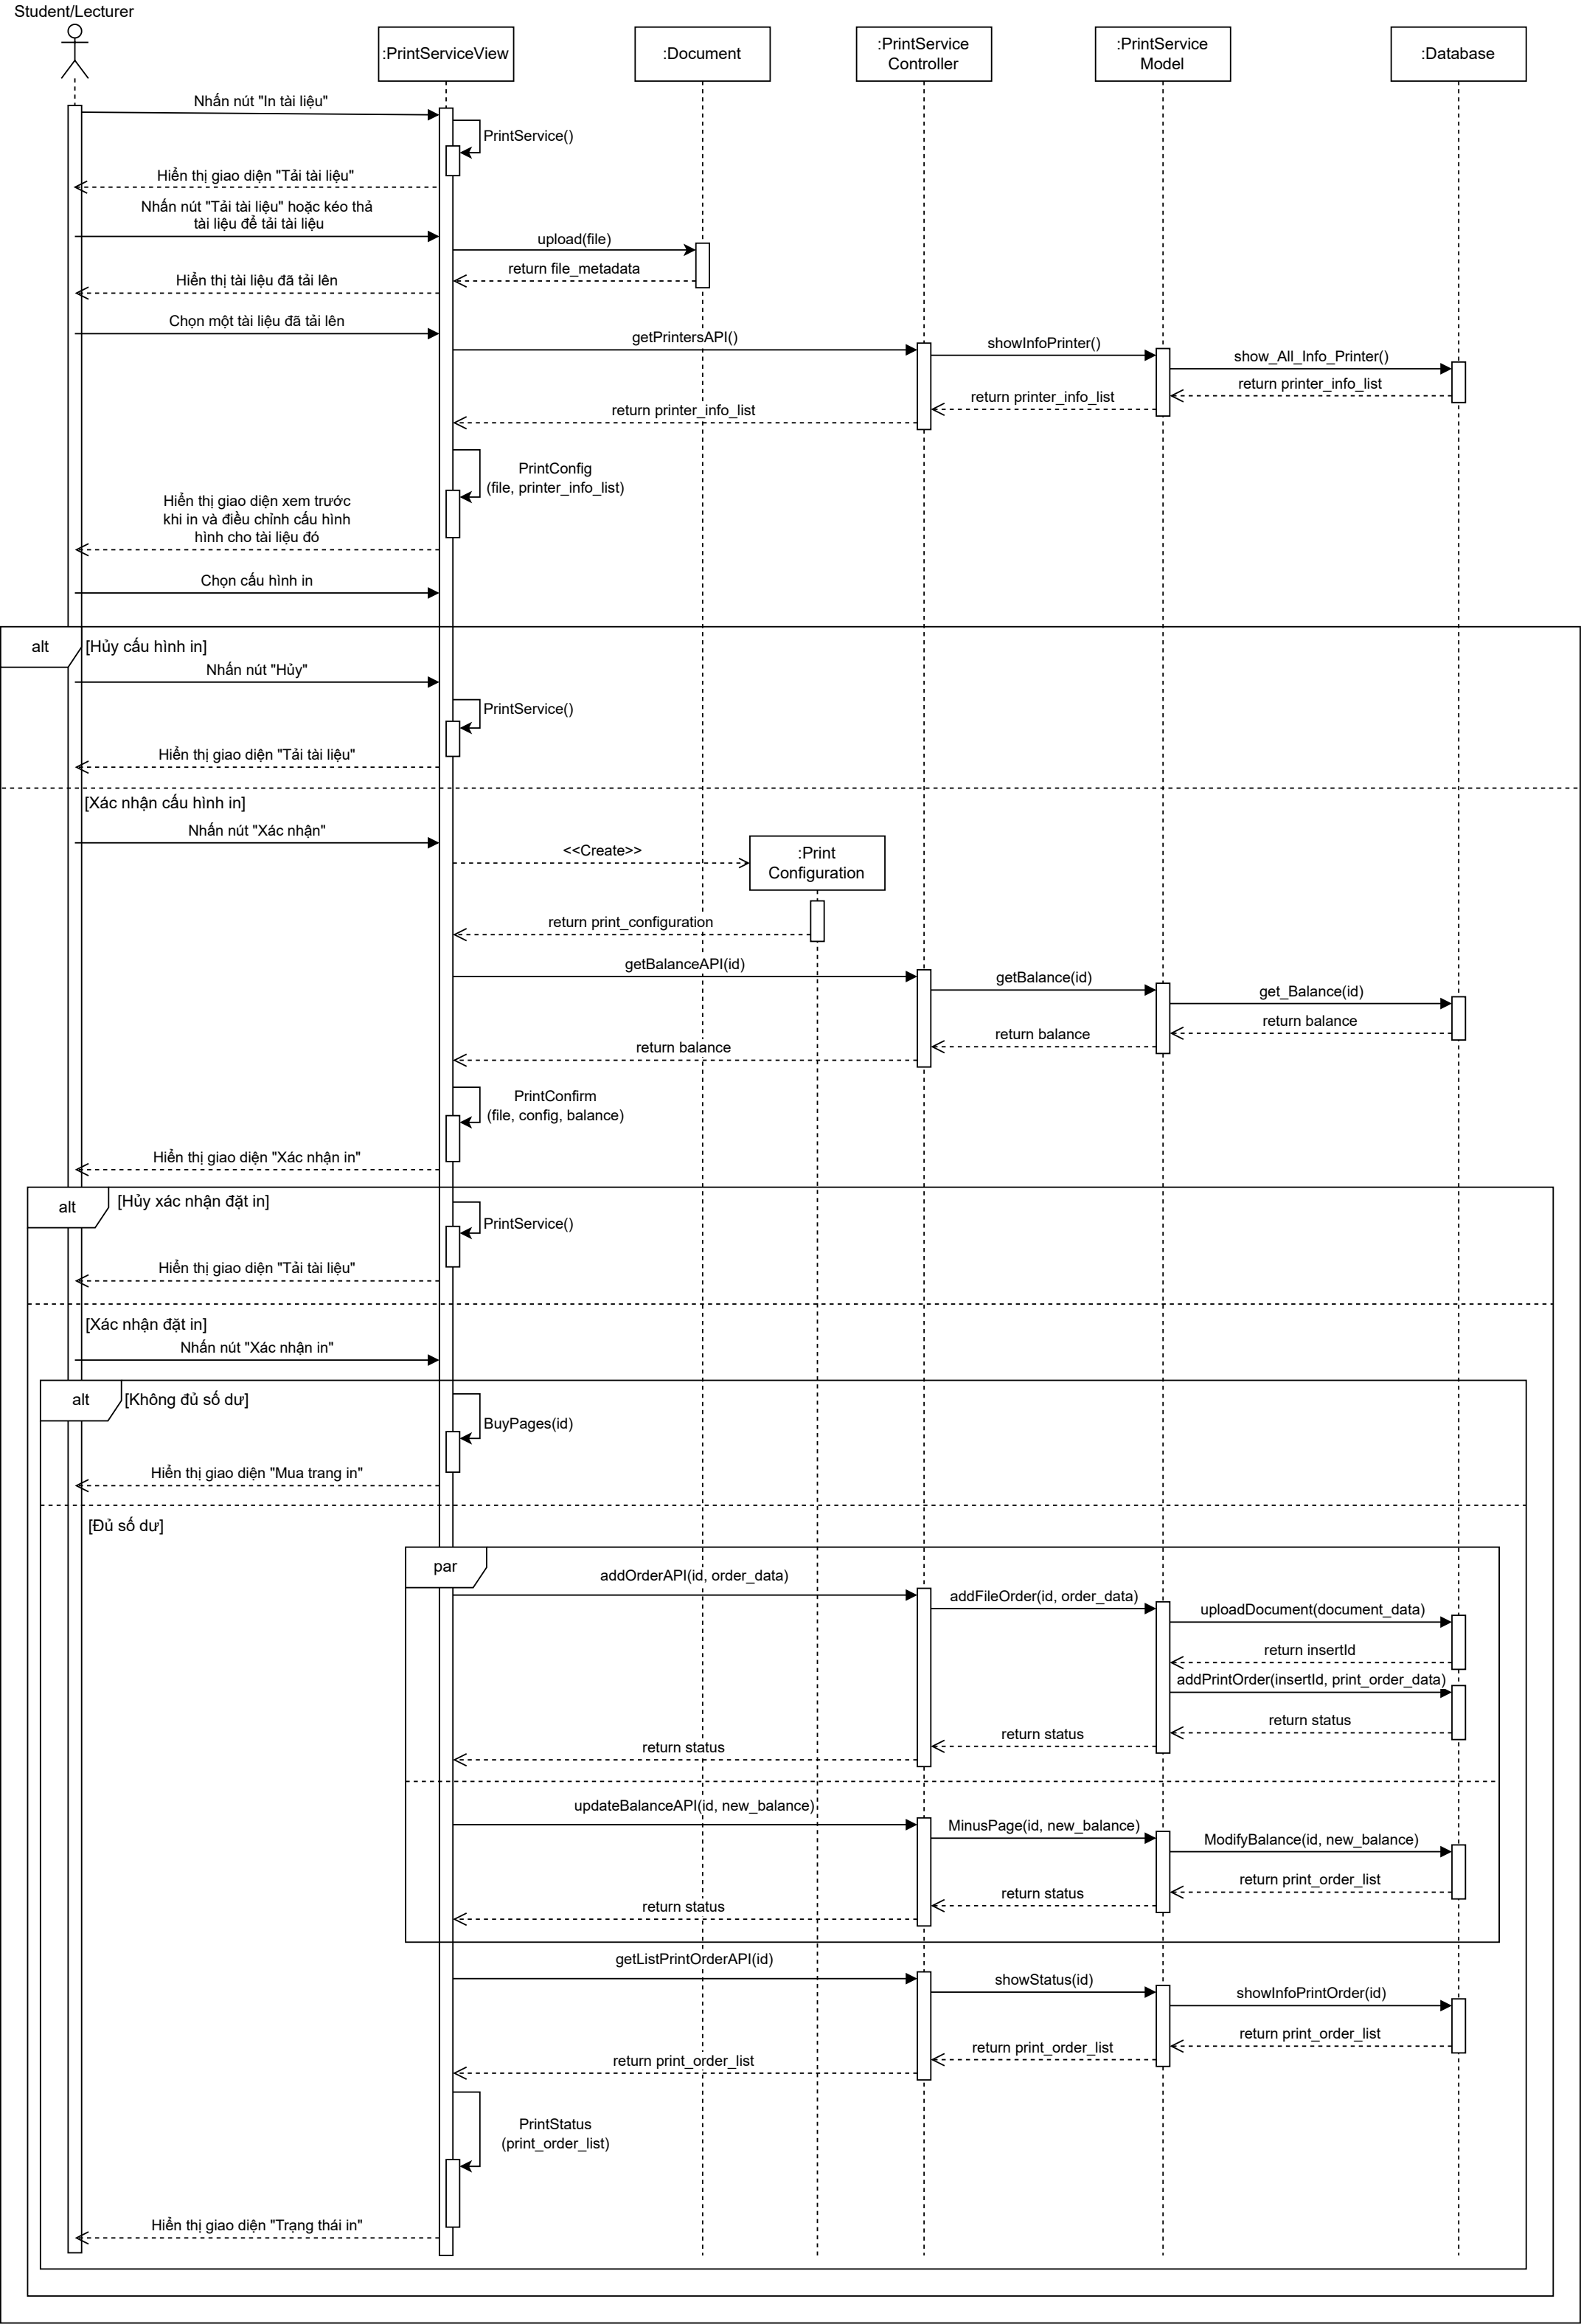 Student/Lecturer
:PrintServiceView
:Document
:PrintService
Controller
:PrintService
Model
:Database
Nhấn nút "In tài liệu"
PrintService()
Hiển thị giao diện "Tải tài liệu"
Nhấn nút "Tải tài liệu" hoặc kéo thả
tài liệu để tải tài liệu
upload(file)
return file_metadata
Hiển thị tài liệu đã tải lên
Chọn một tài liệu đã tải lên
getPrintersAPI()
showInfoPrinter()
show_All_Info_Printer()
return printer_info_list
return printer_info_list
return printer_info_list
PrintConfig
(file, printer_info_list)
Hiển thị giao diện xem trước
khi in và điều chỉnh cấu hình
hình cho tài liệu đó
Chọn cấu hình in
alt
[Hủy cấu hình in]
Nhấn nút "Hủy"
PrintService()
Hiển thị giao diện "Tải tài liệu"
[Xác nhận cấu hình in]
Nhấn nút "Xác nhận"
<<Create>>
:Print
Configuration
return print_configuration
getBalanceAPI(id)
getBalance(id)
get_Balance(id)
return balance
return balance
return balance
PrintConfirm
(file, config, balance)
Hiển thị giao diện "Xác nhận in"
alt
[Hủy xác nhận đặt in]
PrintService()
Hiển thị giao diện "Tải tài liệu"
[Xác nhận đặt in]
Nhấn nút "Xác nhận in"
alt
[Không đủ số dư]
BuyPages(id)
Hiển thị giao diện "Mua trang in"
[Đủ số dư]
par
addOrderAPI(id, order_data)
addFileOrder(id, order_data)
uploadDocument(document_data)
return insertId
addPrintOrder(insertId, print_order_data)
return status
return status
return status
updateBalanceAPI(id, new_balance)
MinusPage(id, new_balance)
ModifyBalance(id, new_balance)
return print_order_list
return status
return status
getListPrintOrderAPI(id)
showStatus(id)
showInfoPrintOrder(id)
return print_order_list
return print_order_list
return print_order_list
PrintStatus
(print_order_list)
Hiển thị giao diện "Trạng thái in"